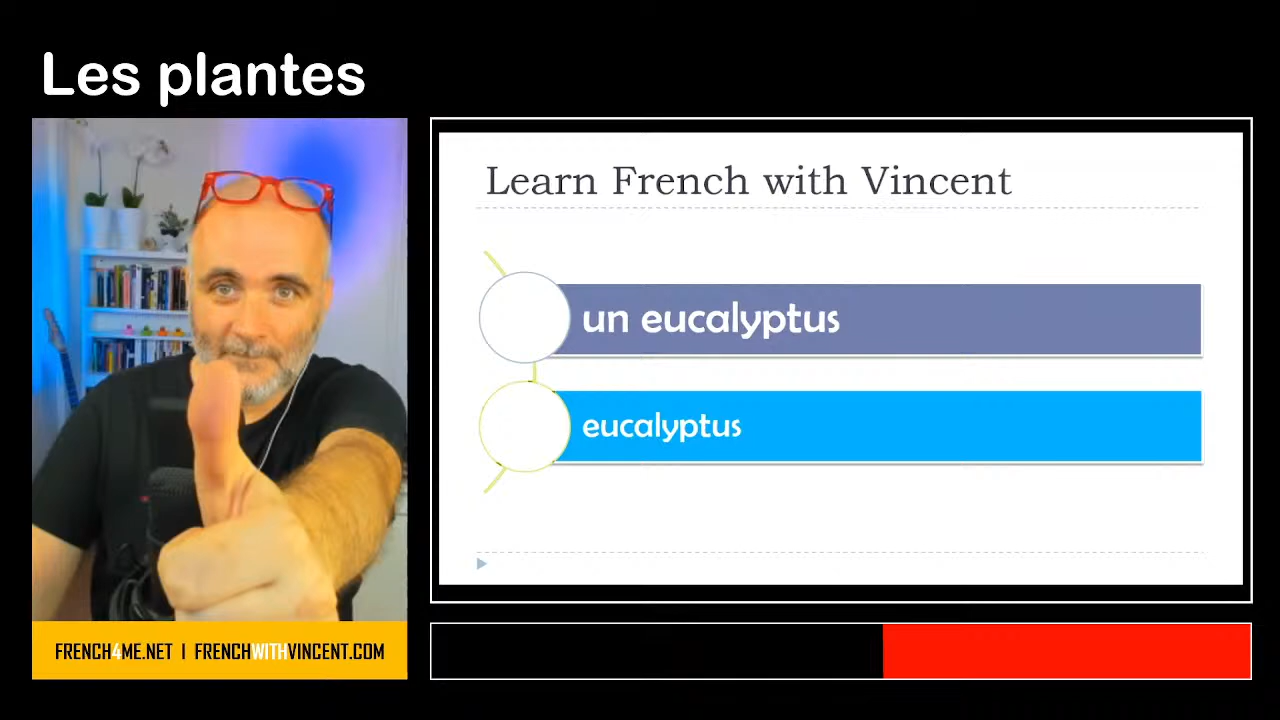 Les plantes
Learn French with Vincent
un eucalyptus
eucalyptus
FRENCH4ME.NET I FRENCHWITHVINCENT.COM